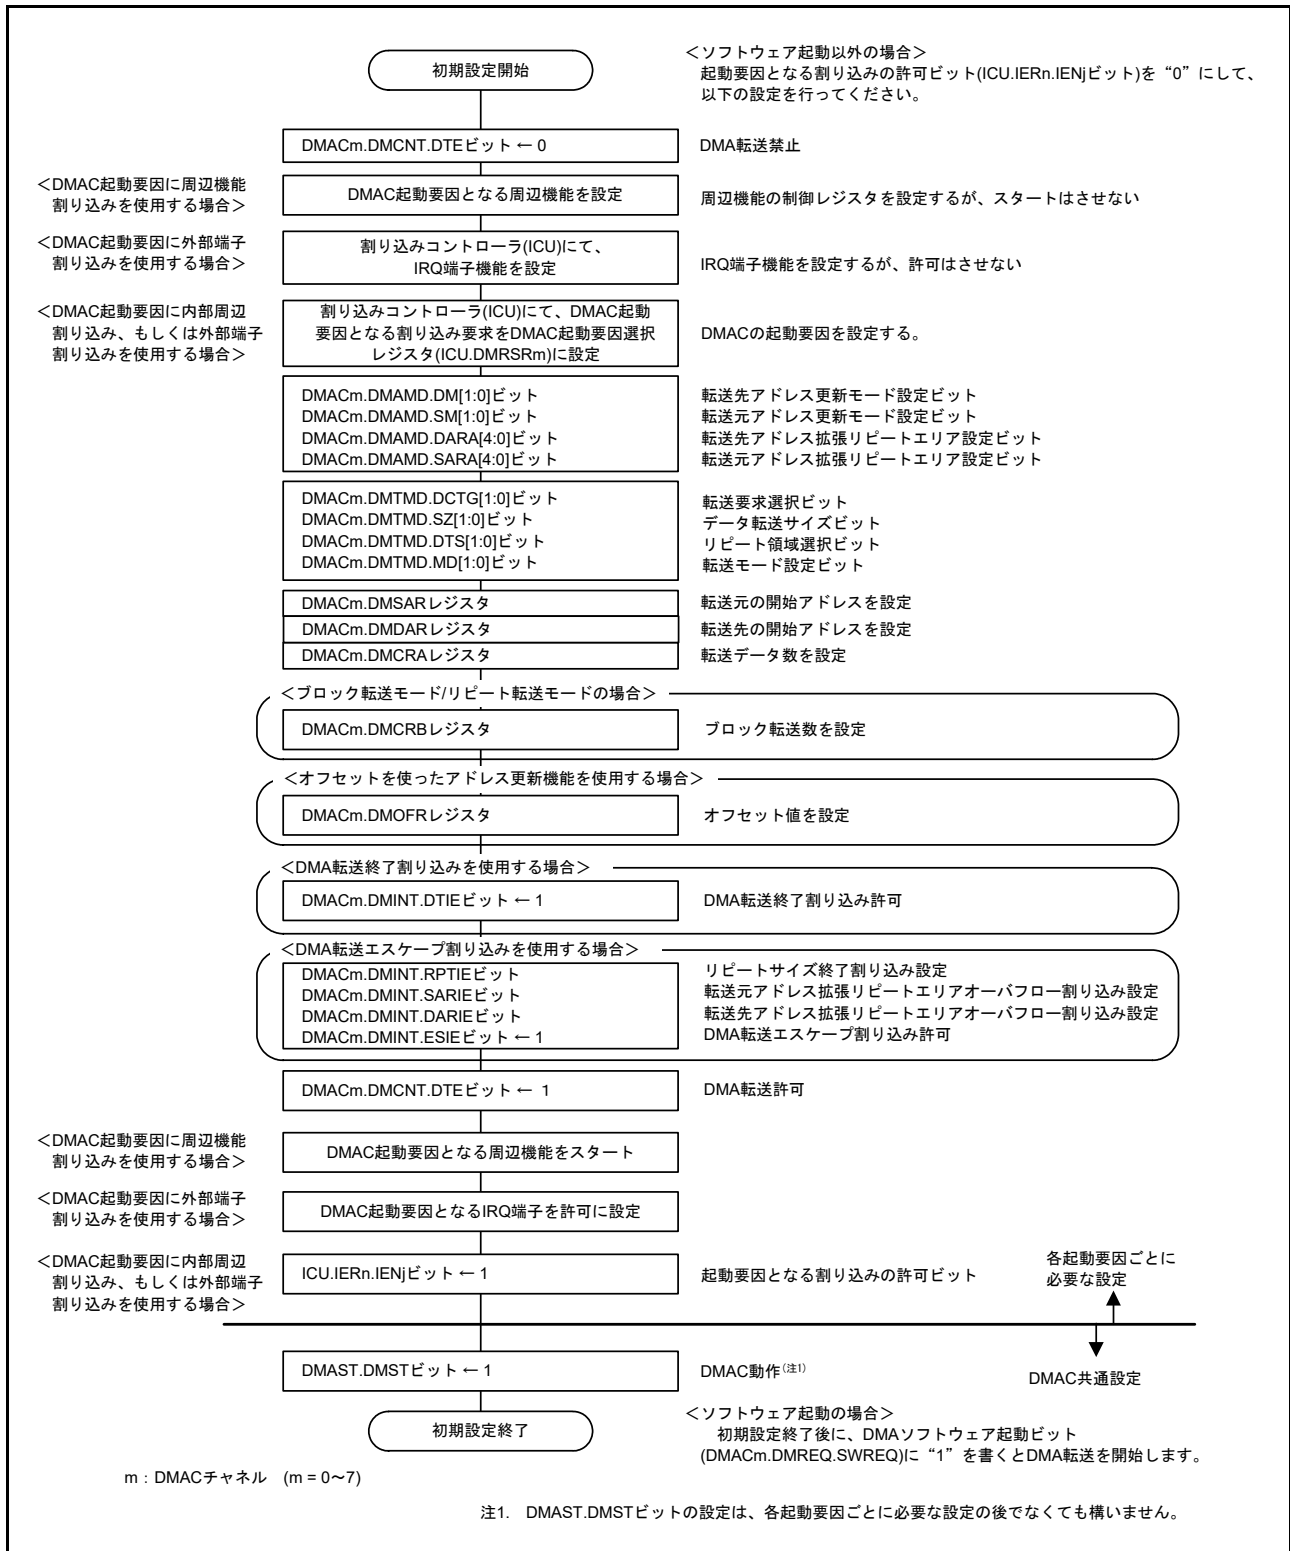 初期設定開始
＜ソフトウェア起動以外の場合＞
起動要因となる割り込みの許可ビット(ICU.IERn.IENjビット)を“0”にして、
以下の設定を行ってください。
DMACm.DMCNT.DTEビット ← 0
DMA転送禁止
＜DMAC起動要因に周辺機能
割り込みを使用する場合＞
DMAC起動要因となる周辺機能を設定
周辺機能の制御レジスタを設定するが、スタートはさせない
＜DMAC起動要因に外部端子
割り込みを使用する場合＞
割り込みコントローラ(ICU)にて、
IRQ端子機能を設定
IRQ端子機能を設定するが、許可はさせない
＜DMAC起動要因に内部周辺
割り込み、もしくは外部端子
割り込みを使用する場合＞
割り込みコントローラ(ICU)にて、DMAC起動
要因となる割り込み要求をDMAC起動要因選択
レジスタ(ICU.DMRSRm)に設定
DMACの起動要因を設定する。
DMACm.DMAMD.DM[1:0]ビット
転送先アドレス更新モード設定ビット
DMACm.DMAMD.SM[1:0]ビット
転送元アドレス更新モード設定ビット
DMACm.DMAMD.DARA[4:0]ビット
転送先アドレス拡張リピートエリア設定ビット
DMACm.DMAMD.SARA[4:0]ビット
転送元アドレス拡張リピートエリア設定ビット
DMACm.DMTMD.DCTG[1:0]ビット
転送要求選択ビット
DMACm.DMTMD.SZ[1:0]ビット
データ転送サイズビット
DMACm.DMTMD.DTS[1:0]ビット
リピート領域選択ビット
DMACm.DMTMD.MD[1:0]ビット
転送モード設定ビット
DMACm.DMSARレジスタ
転送元の開始アドレスを設定
DMACm.DMDARレジスタ
転送先の開始アドレスを設定
DMACm.DMCRAレジスタ
転送データ数を設定
＜ブロック転送モード/リピート転送モードの場合＞
DMACm.DMCRBレジスタ
ブロック転送数を設定
＜オフセットを使ったアドレス更新機能を使用する場合＞
DMACm.DMOFRレジスタ
オフセット値を設定
＜DMA転送終了割り込みを使用する場合＞
DMACm.DMINT.DTIEビット ← 1
DMA転送終了割り込み許可
＜DMA転送エスケープ割り込みを使用する場合＞
DMACm.DMINT.RPTIEビット
リピートサイズ終了割り込み設定
DMACm.DMINT.SARIEビット
転送元アドレス拡張リピートエリアオーバフロー割り込み設定
DMACm.DMINT.DARIEビット
転送先アドレス拡張リピートエリアオーバフロー割り込み設定
DMACm.DMINT.ESIEビット ← 1
DMA転送エスケープ割り込み許可
DMACm.DMCNT.DTEビット ← 1
DMA転送許可
＜DMAC起動要因に周辺機能
割り込みを使用する場合＞
DMAC起動要因となる周辺機能をスタート
＜DMAC起動要因に外部端子
割り込みを使用する場合＞
DMAC起動要因となるIRQ端子を許可に設定
＜DMAC起動要因に内部周辺
割り込み、もしくは外部端子
割り込みを使用する場合＞
ICU.IERn.IENjビット ← 1
起動要因となる割り込みの許可ビット
各起動要因ごとに
必要な設定
DMAST.DMSTビット ← 1
DMAC動作(注1)
DMAC共通設定
初期設定終了
＜ソフトウェア起動の場合＞
初期設定終了後に、DMAソフトウェア起動ビット
(DMACm.DMREQ.SWREQ)に“1”を書くとDMA転送を開始します。
m：DMACチャネル (m = 0～7)
注1. DMAST.DMSTビットの設定は、各起動要因ごとに必要な設定の後でなくても構いません。